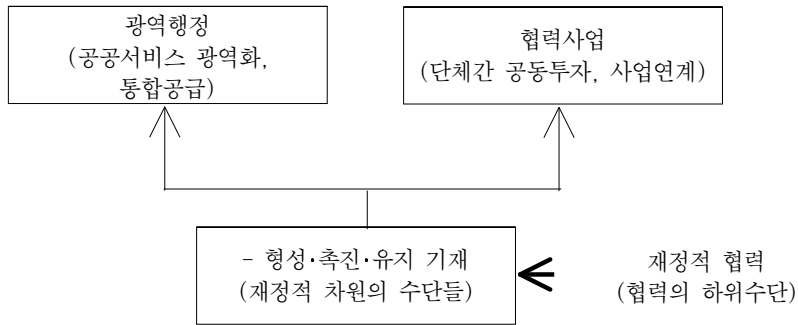 광역행정
(공공서비스 광역화,
통합공급)
협력사업
(단체간 공동투자, 사업연계)
- 형성·촉진·유지 기재
(재정적 차원의 수단들)
재정적 협력
(협력의 하위수단)